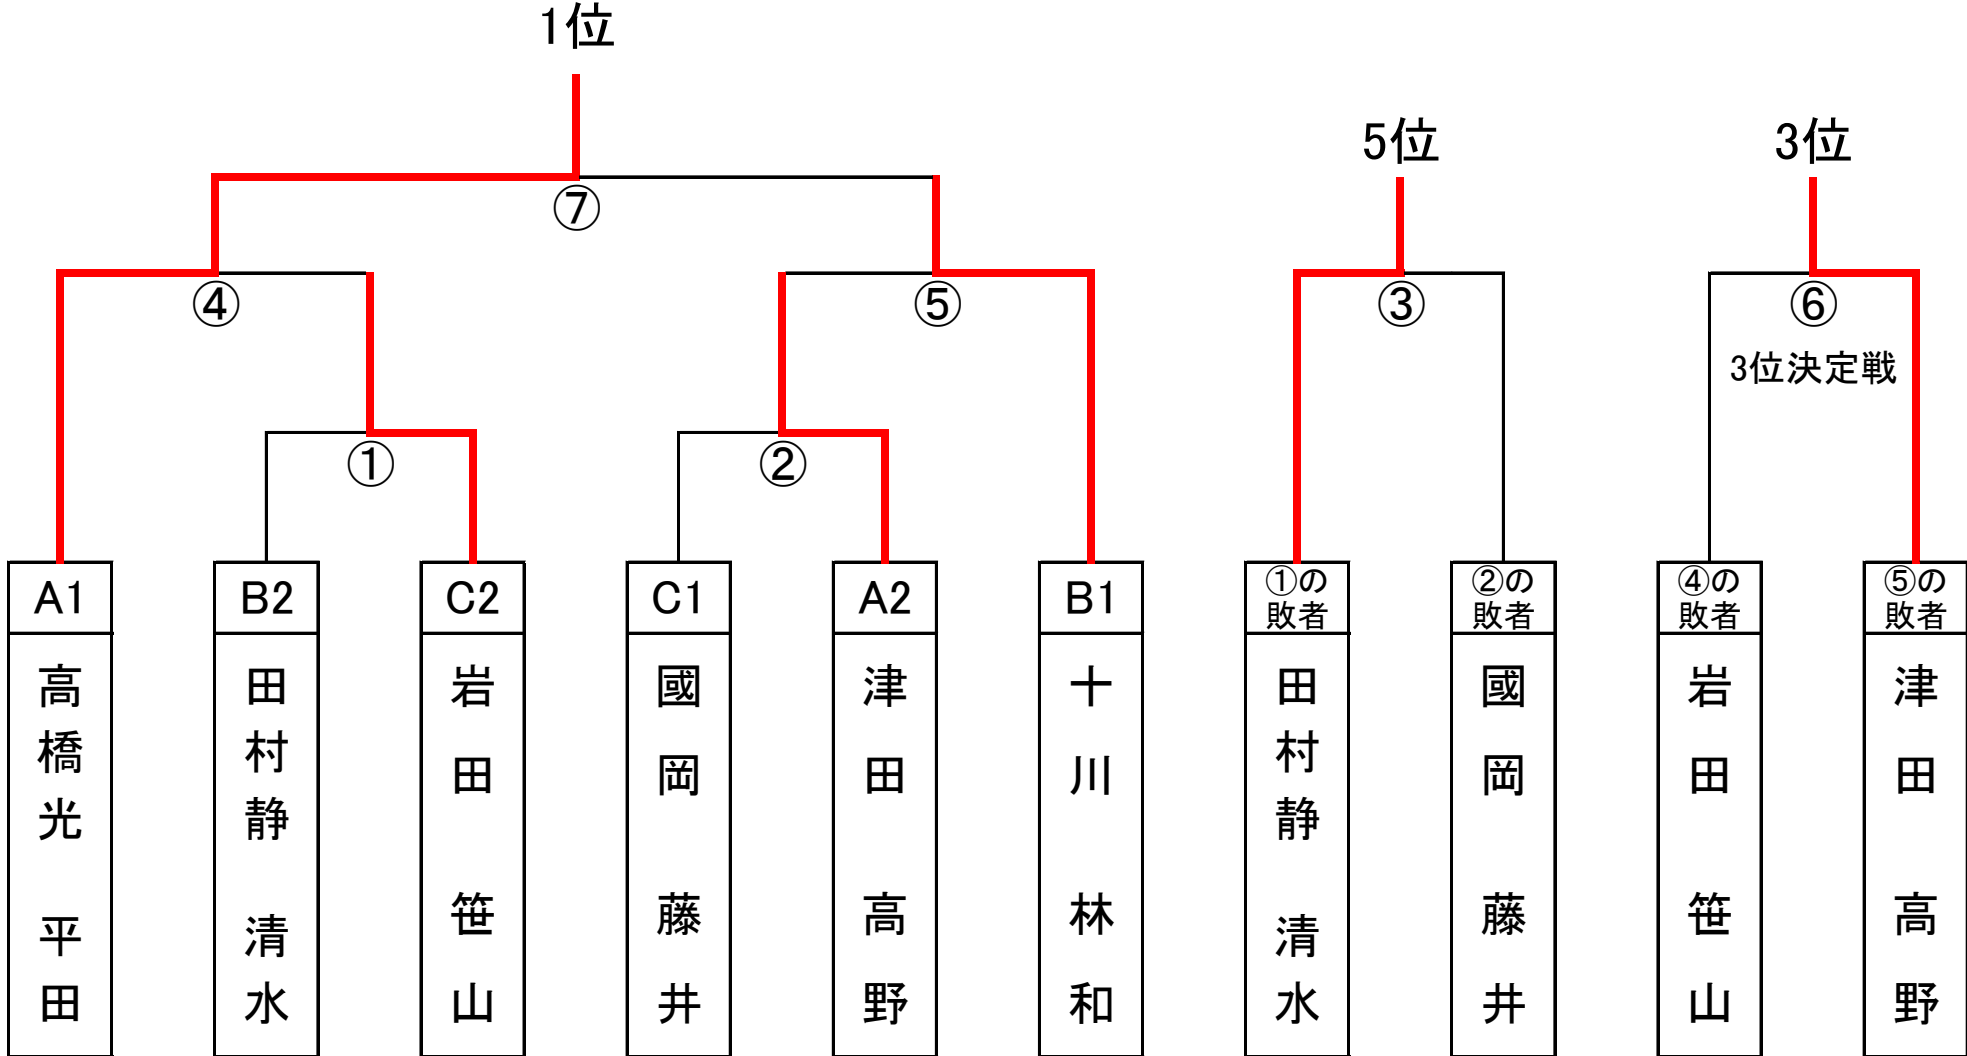 1位
5位
3位
⑦
④
⑤
③
⑥
3位決定戦
①
②
A1
B2
C2
C1
A2
B1
①の
敗者
②の
敗者
④の
敗者
⑤の
敗者
高橋光 平田
田村静 清水
岩田 笹山
國岡 藤井
津田 高野
十川 林和
田村静 清水
國岡 藤井
岩田 笹山
津田 高野